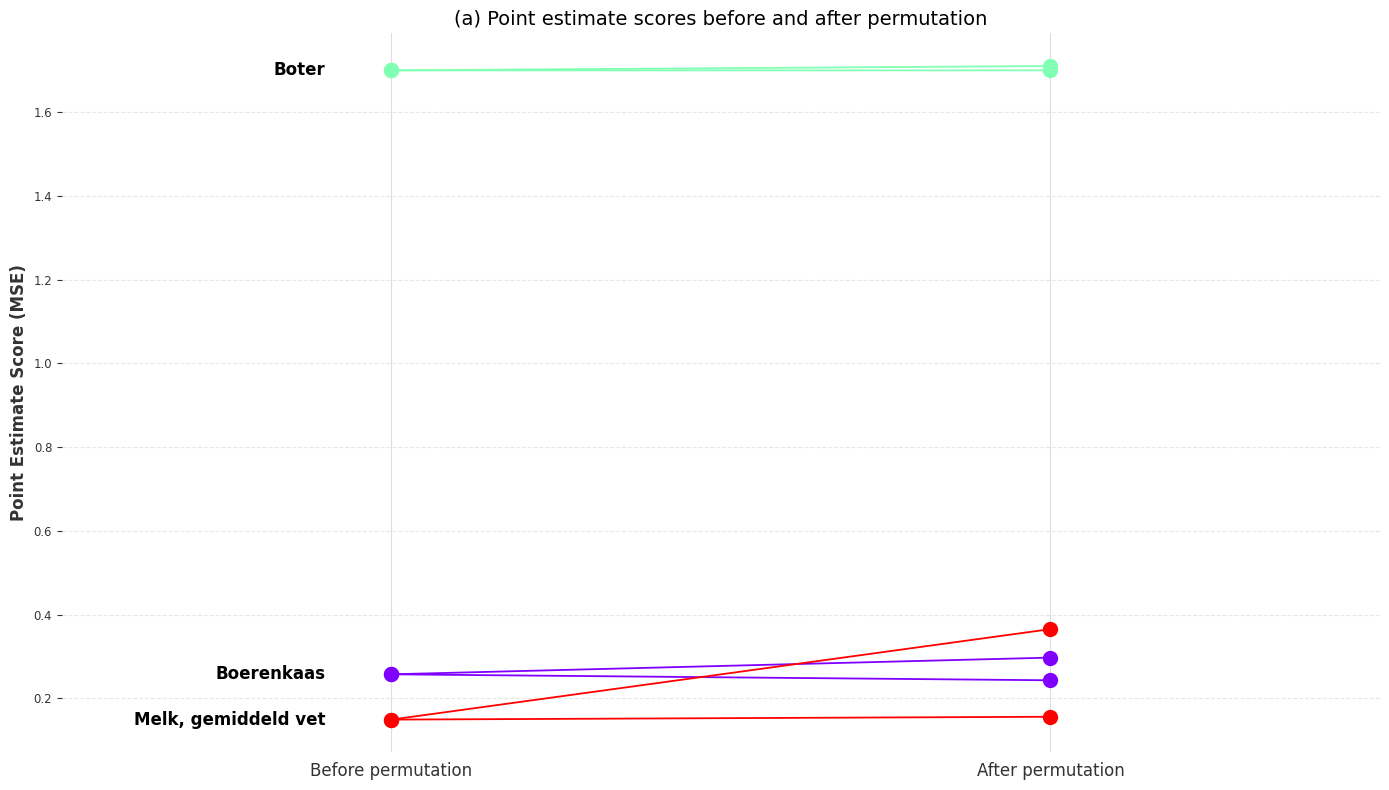 (a) Point estimate scores before and after permutation
Boter
1.6
1.4
1.2
1.0
0.8
0.6
0.4
0.2
Point Estimate Score (MSE)
Boerenkaas
Melk, gemiddeld vet
Before permutation
After permutation